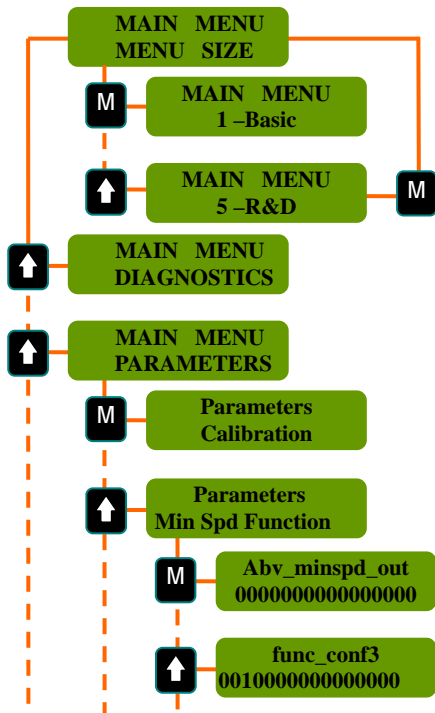 MAIN MENU
MENU SIZE
M
MAIN MENU
1 –Basic
MAIN MENU
5 –R&D
M
MAIN MENU
DIAGNOSTICS
MAIN MENU
PARAMETERS
M
Parameters
Calibration
Parameters
Min Spd Function
M
Abv_minspd_out
0000000000000000
func_conf3
0010000000000000